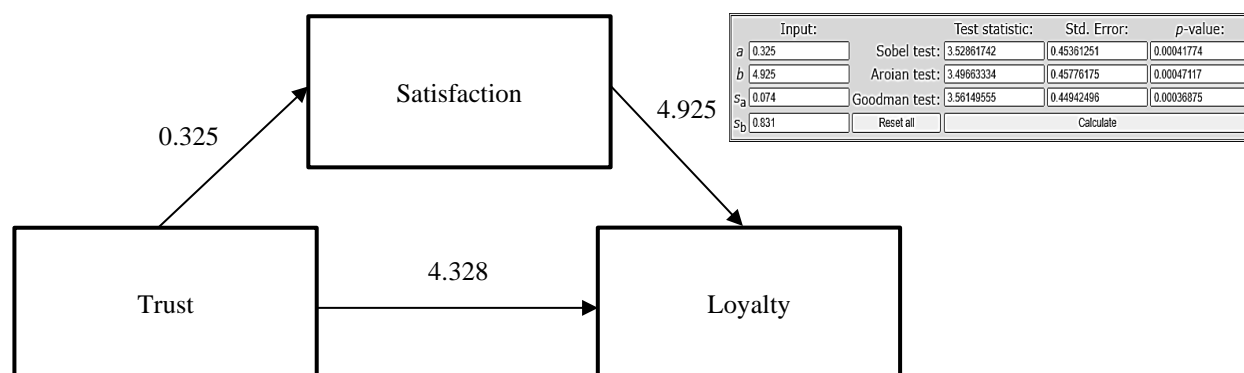 Satisfaction
0.325
4.925
Trust
4.328
Loyalty
Input: Test statistic: Std. Error: p-value:
a 0.325 Sobel test: 3.52861742 0.45361251 0.00041774
b 4.925 Aroian test: 3.49663334 0.45776175 0.00047117
sa 0.074 Goodman test: 3.56149555 0.44942496 0.00036875
sb 0.831 Reset all Calculate